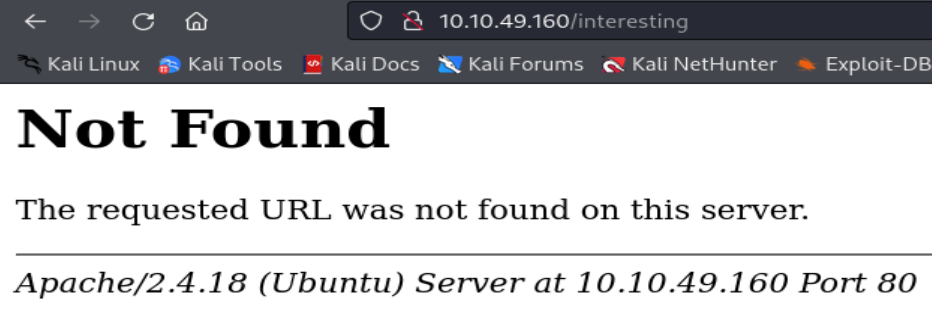 10.10.49.160/interesting
Kali Linux Kali Tools Kali Docs Kali Forums Kali NetHunter Exploit-DB
Not Found
The requested URL was not found on this server.
Apache/2.4.18 (Ubuntu) Server at 10.10.49.160 Port 80